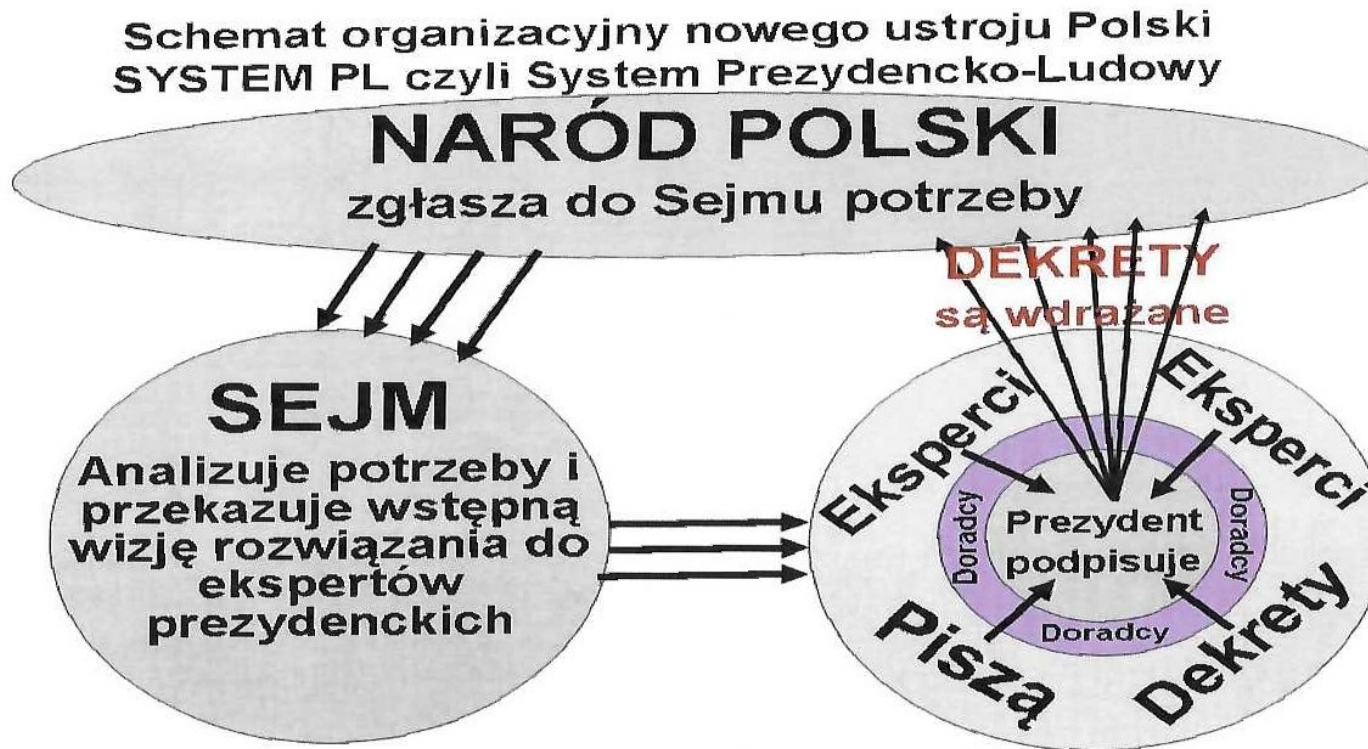 Schemat organizacyjny nowego ustroju Polski
SYSTEM PL czyli System Prezydencko-Ludowy
NARÓD POLSKI
zgłasza do Sejmu potrzeby
DEKRETY
są wdrażane
SEJM
Analizuje potrzeby i
przekazuje wstępną
wizję rozwiązania do
ekspertów
prezydenckich
Eksperci
Eksperci
Doradcy
Doradcy
Prezydent
podpisuje
Doradcy
Piszą
Dekrety